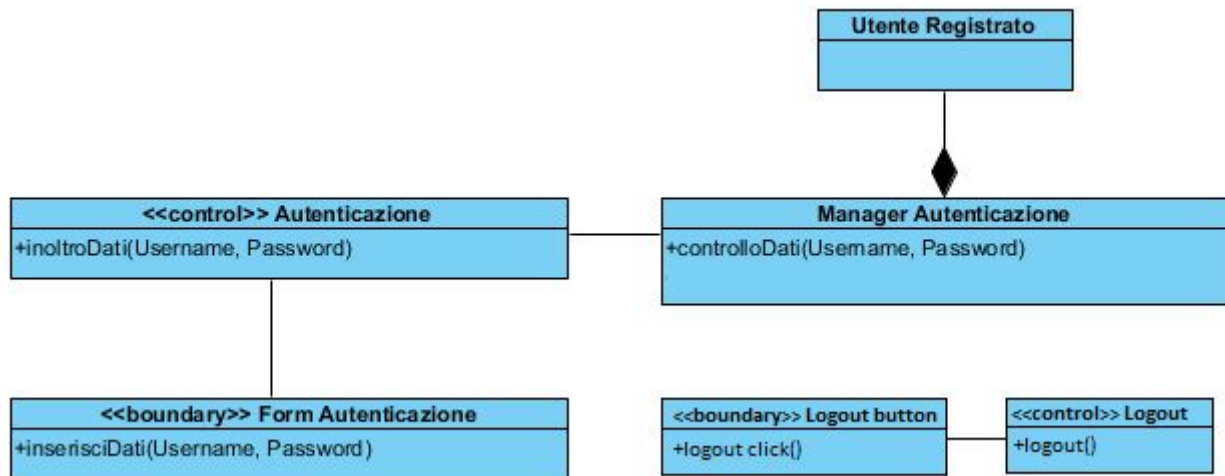 Utente Registrato
<<control>> Autenticazione
+inoltroDati(Username, Password)
Manager Autenticazione
+controlloDati(Username, Password)
<<boundary>> Form Autenticazione
+inserisciDati(Username, Password)
<<boundary>> Logout button
+logout click()
<<control>> Logout
+logout()